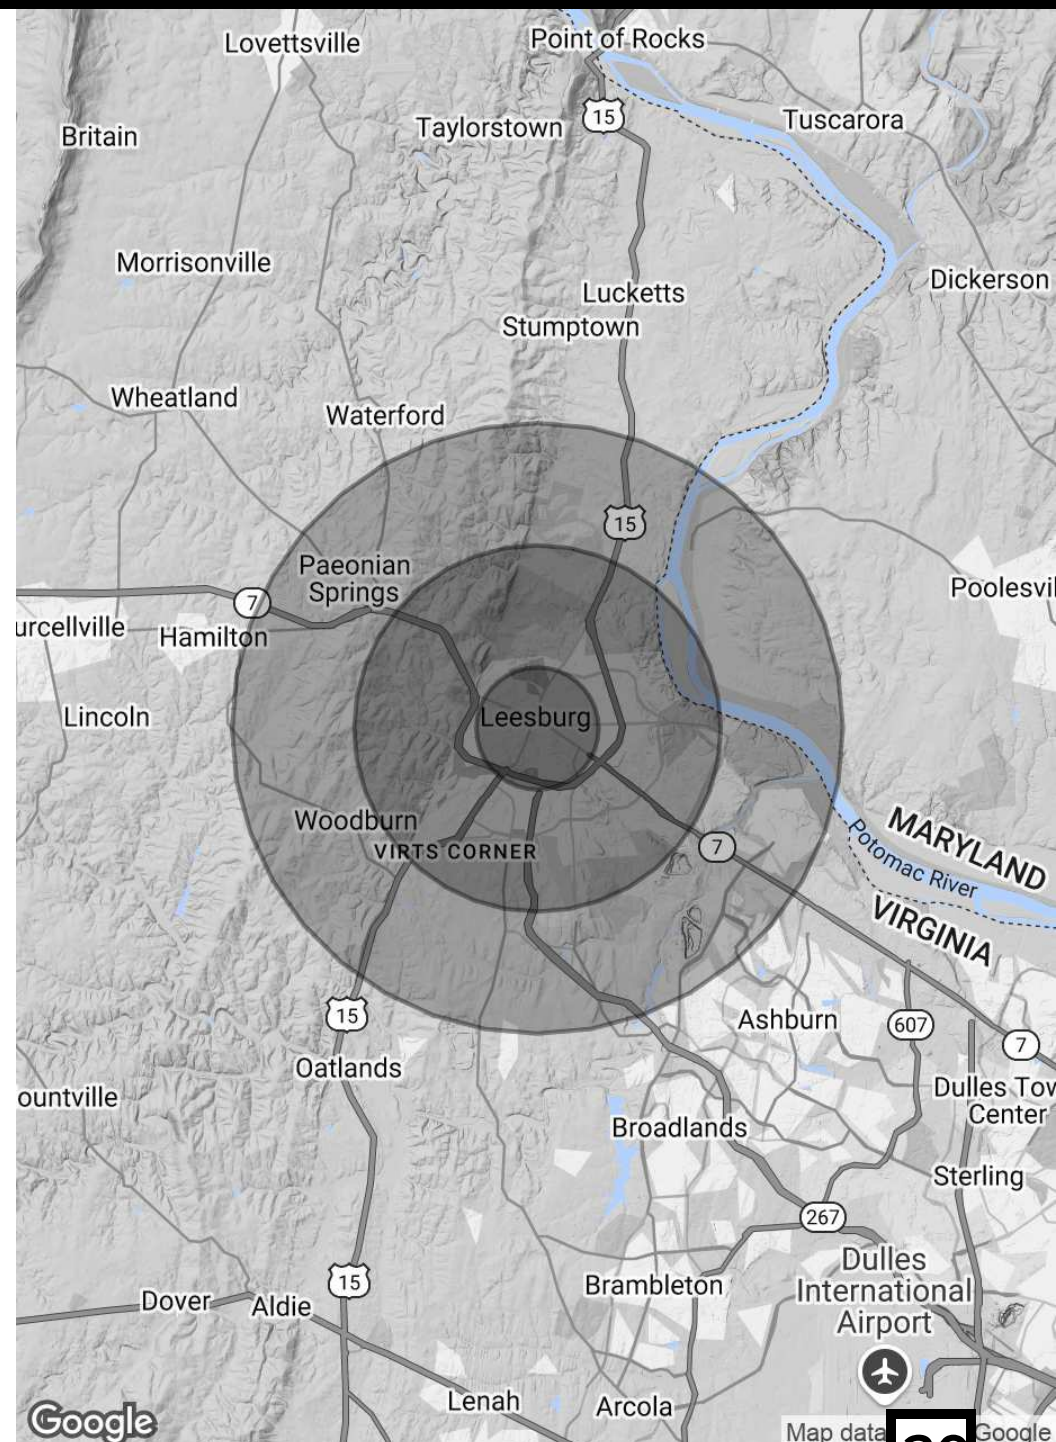 Lovettsville
Point of Rocks
15
Tuscarora
Taylorstown
Britain
Morrisonville
Dickerson
Lucketts
Stumptown
Wheatland
Waterford
15
Paeonian
Springs
7
Poolesvil
urcellville
Hamilton
Lincoln
Leesburg
Woodburn
VIRTS CORNER
7
MARYLAND
Potomac River
VIRGINIA
15
Ashburn
607
7
Oatlands
ountville
Dulles Tow
Center
Broadlands
Sterling
267
Dulles
International
Airport
15
Brambleton
Dover
Aldie
Lenah
Arcola
Google
Map data
Google